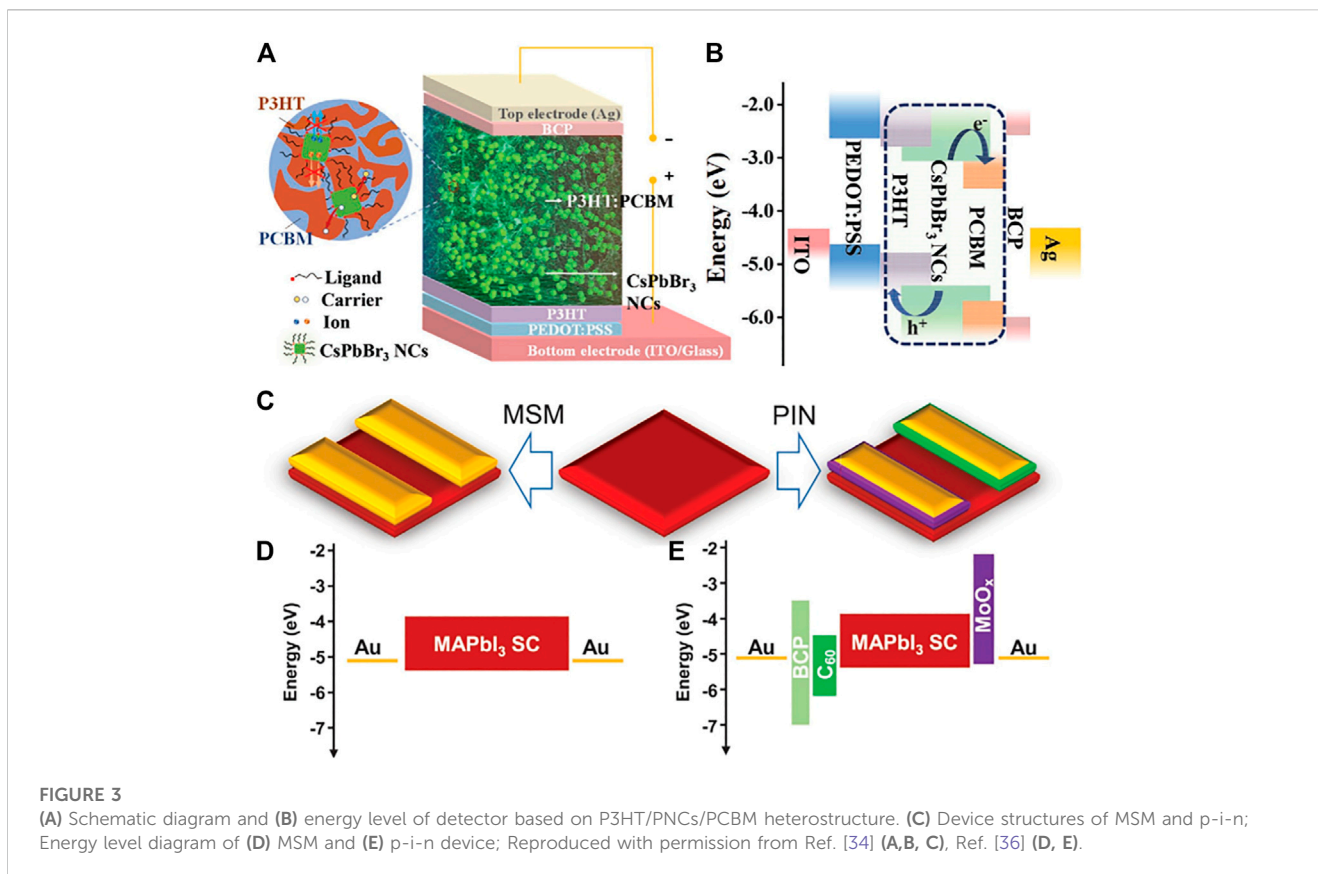 A
P3HT
PCBM
Ligand
Carrier
Ion
CsPbBr₃ NCs
Top electrode (Ag)
BCP
P3HT:PCBM
CsPbBr₃
NCs
P3HT
PEDOT:PSS
Bottom electrode (ITO/Glass)
−
+
B
Energy (eV)
-2.0
-3.0
-4.0
-5.0
-6.0
ITO
PEDOT:PSS
P3HT
CsPbBr₃ NCs
PCBM
BCP
Ag
e⁻
h⁺
C
MSM
PIN
D
Energy (eV)
-2
-3
-4
-5
-6
-7
Au
MAPbI₃ SC
Au
E
Energy (eV)
-2
-3
-4
-5
-6
-7
Au
BCP
C₆₀
MAPbI₃ SC
MoOₓ
Au
FIGURE 3
(A) Schematic diagram and (B) energy level of detector based on P3HT/PNCs/PCBM heterostructure. (C) Device structures of MSM and p-i-n;
Energy level diagram of (D) MSM and (E) p-i-n device; Reproduced with permission from Ref. [34] (A,B, C), Ref. [36] (D, E).